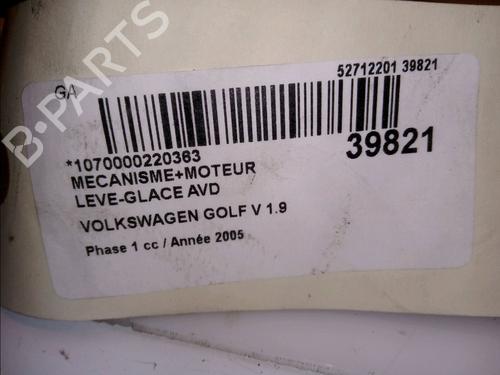 B-PARTS
GA
52712201 39821
*1070000220363
39821
MECANISME+MOTEUR
LEVE-GLACE AVD
VOLKSWAGEN GOLF V 1.9
Phase 1 cc / Année 2005